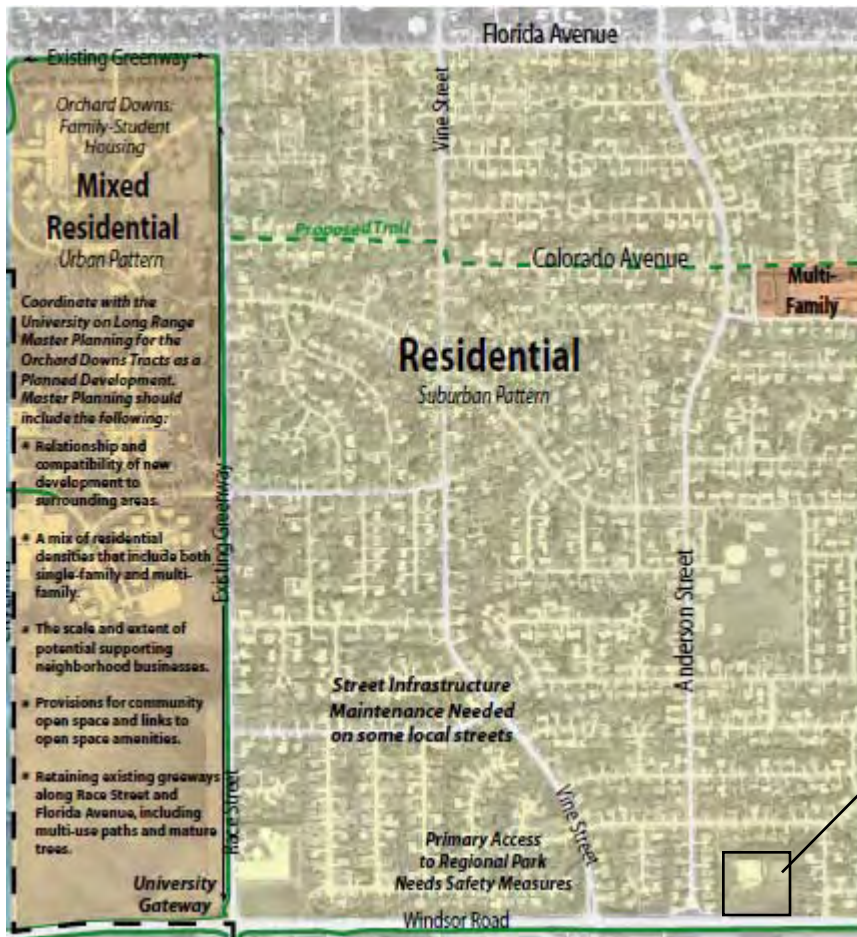 Florida Avenue
Existing Greenway
Orchard Downs:
Family-Student
Housing
Mixed
Residential
Urban Pattern
Vine Street
Proposed Trail
Colorado Avenue
Multi-
Family
Coordinate with the
University on Long Range
Master Planning for the
Orchard Downs Tracts as a
Planned Development.
Master Planning should
include the following:
Residential
Suburban Pattern
* Relationship and
compatibility of new
development to
surrounding areas.
* A mix of residential
densities that include both
single-family and multi-
family.
* The scale and extent of
potential supporting
neighborhood businesses.
* Provisions for community
open space and links to
open space amenities.
* Retaining existing greenways
along Race Street and
Florida Avenue, including
multi-use paths and mature
trees.
Existing Greenway
Race Street
Anderson Street
Street Infrastructure
Maintenance Needed
on some local streets
Vine Street
Primary Access
to Regional Park
Needs Safety Measures
University
Gateway
Windsor Road